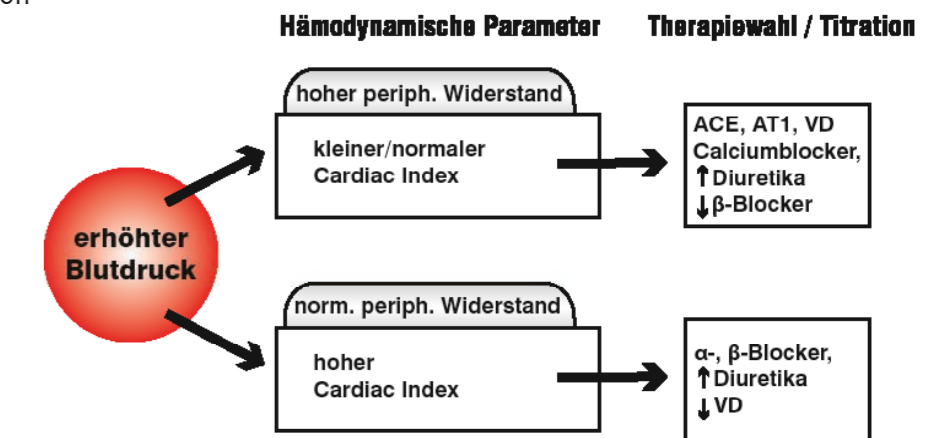 on
Hämodynamische Parameter
Therapiewahl / Titration
erhöhter
Blutdruck
hoher periph. Widerstand
kleiner/normaler
Cardiac Index
ACE, AT1, VD
Calciumblocker,
↑Diuretika
↓β-Blocker
norm. periph. Widerstand
hoher
Cardiac Index
α-, β-Blocker,
↑Diuretika
↓VD